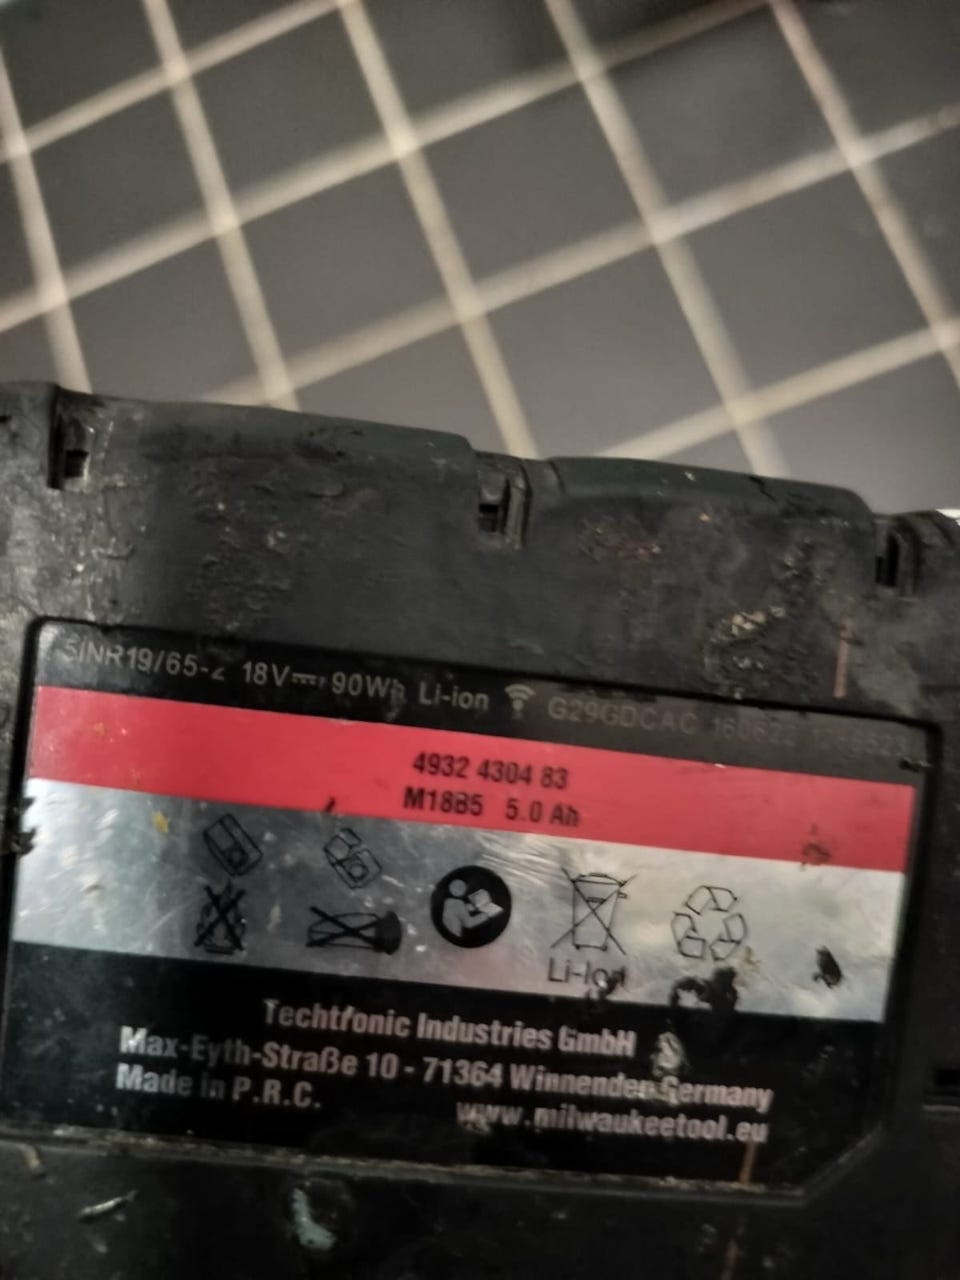 5INR19/65-2 18V 90Wh Li-ion G29GDCAC
4932 4304 83
M18B5 5.0 Ah
Li-Ion
Techtronic Industries GmbH
Max-Eyth-Straße 10 - 71364 Winnenden Germany
Made in P.R.C.
www.milwaukeetool.eu